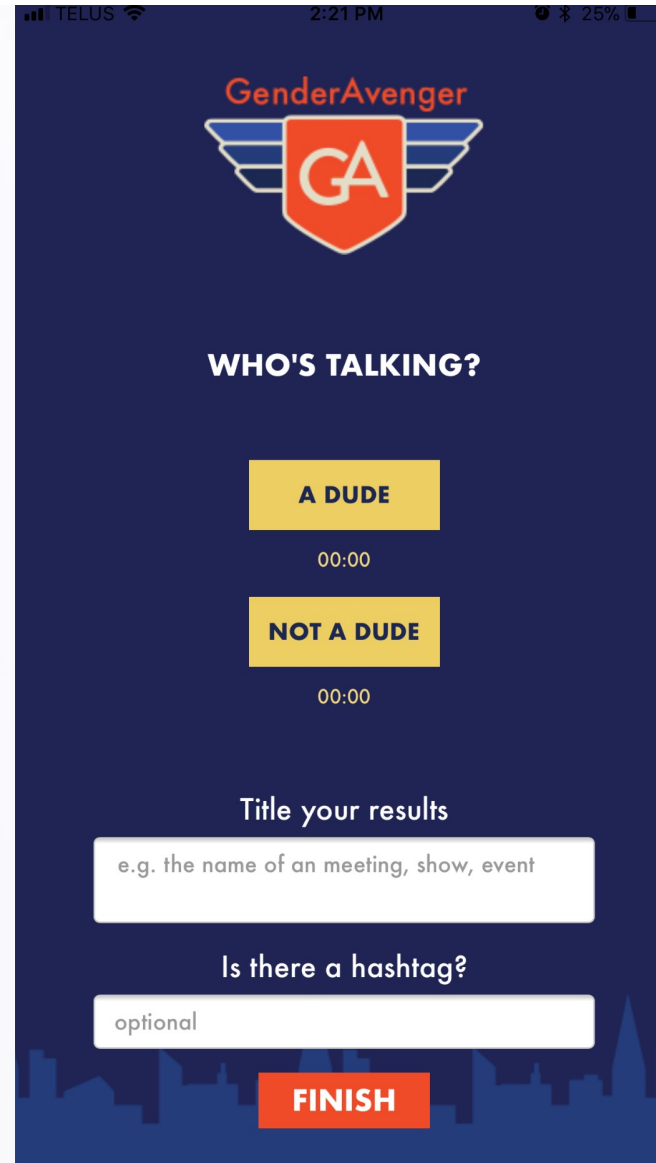 TELUS 2:21 PM 25%
GenderAvenger
GA
WHO'S TALKING?
A DUDE
00:00
NOT A DUDE
00:00
Title your results
e.g. the name of an meeting, show, event
Is there a hashtag?
optional
FINISH